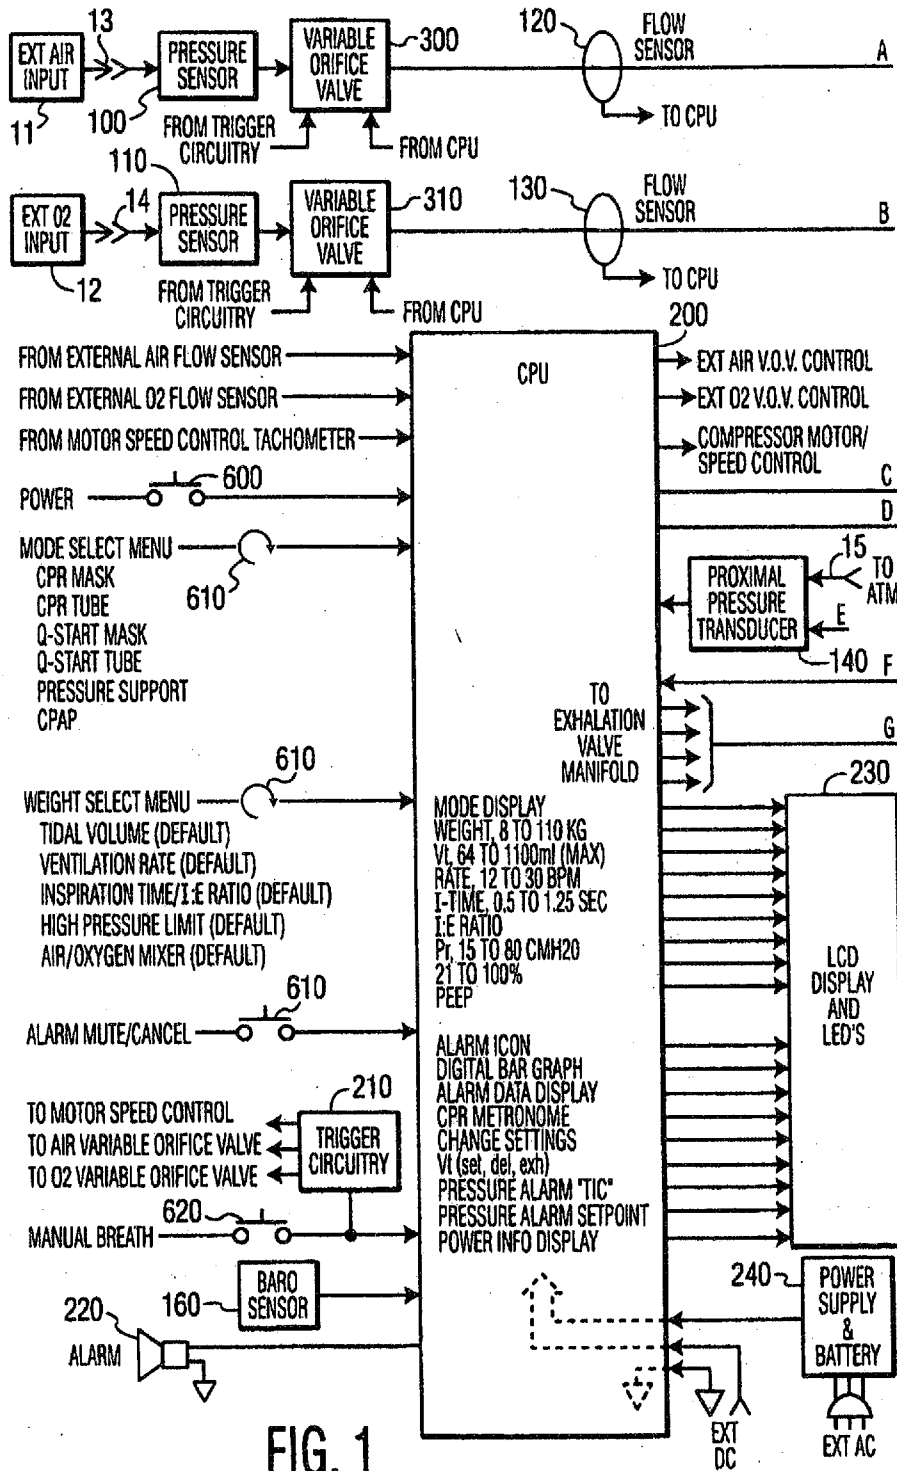 13
EXT AIR
INPUT
11
PRESSURE
SENSOR
100
VARIABLE
ORIFICE
VALVE
300
120
FLOW
SENSOR
A
TO CPU
FROM TRIGGER
CIRCUITRY
FROM CPU
110
EXT O2
INPUT
14
12
PRESSURE
SENSOR
VARIABLE
ORIFICE
VALVE
310
130
FLOW
SENSOR
B
TO CPU
FROM TRIGGER
CIRCUITRY
FROM CPU
200
CPU
FROM EXTERNAL AIR FLOW SENSOR
FROM EXTERNAL O2 FLOW SENSOR
FROM MOTOR SPEED CONTROL TACHOMETER
POWER
600
MODE SELECT MENU
610
CPR MASK
CPR TUBE
Q-START MASK
Q-START TUBE
PRESSURE SUPPORT
CPAP
WEIGHT SELECT MENU
610
TIDAL VOLUME (DEFAULT)
VENTILATION RATE (DEFAULT)
INSPIRATION TIME/I:E RATIO (DEFAULT)
HIGH PRESSURE LIMIT (DEFAULT)
AIR/OXYGEN MIXER (DEFAULT)
ALARM MUTE/CANCEL
610
210
TRIGGER
CIRCUITRY
TO MOTOR SPEED CONTROL
TO AIR VARIABLE ORIFICE VALVE
TO O2 VARIABLE ORIFICE VALVE
620
MANUAL BREATH
BARO
SENSOR
160
220
ALARM
EXT AIR V.O.V. CONTROL
EXT O2 V.O.V. CONTROL
COMPRESSOR MOTOR/
SPEED CONTROL
C
D
PROXIMAL
PRESSURE
TRANSDUCER
15
TO
ATM
E
140
F
TO
EXHALATION
VALVE
MANIFOLD
G
230
MODE DISPLAY
WEIGHT, 8 TO 110 KG
Vt, 64 TO 1100ml (MAX)
RATE, 12 TO 30 BPM
I-TIME, 0.5 TO 1.25 SEC
I:E RATIO
Pr, 15 TO 80 CMH20
21 TO 100%
PEEP
ALARM ICON
DIGITAL BAR GRAPH
ALARM DATA DISPLAY
CPR METRONOME
CHANGE SETTINGS
Vt (set, del, exh)
PRESSURE ALARM "TIC"
PRESSURE ALARM SETPOINT
POWER INFO DISPLAY
LCD
DISPLAY
AND
LED'S
240
POWER
SUPPLY
&
BATTERY
EXT
DC
EXT AC
FIG. 1